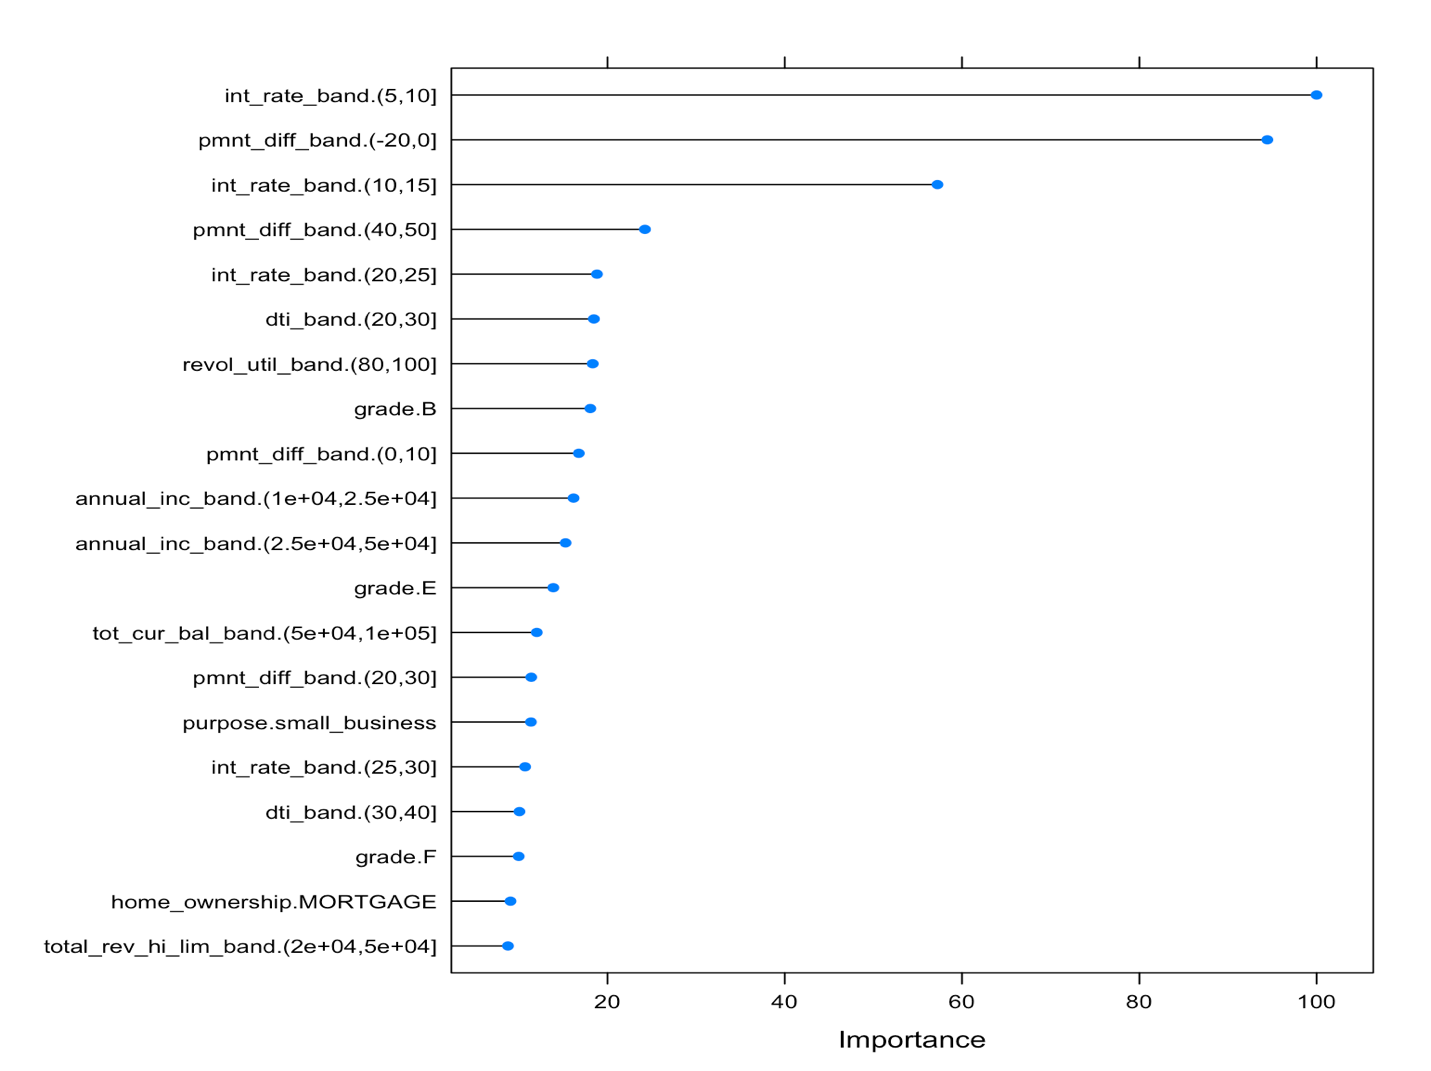 int_rate_band.(5,10]
pmnt_diff_band.(-20,0]
int_rate_band.(10,15]
pmnt_diff_band.(40,50]
int_rate_band.(20,25]
dti_band.(20,30]
revol_util_band.(80,100]
grade.B
pmnt_diff_band.(0,10]
annual_inc_band.(1e+04,2.5e+04]
annual_inc_band.(2.5e+04,5e+04]
grade.E
tot_cur_bal_band.(5e+04,1e+05]
pmnt_diff_band.(20,30]
purpose.small_business
int_rate_band.(25,30]
dti_band.(30,40]
grade.F
home_ownership.MORTGAGE
total_rev_hi_lim_band.(2e+04,5e+04]
20 40 60 80 100
Importance